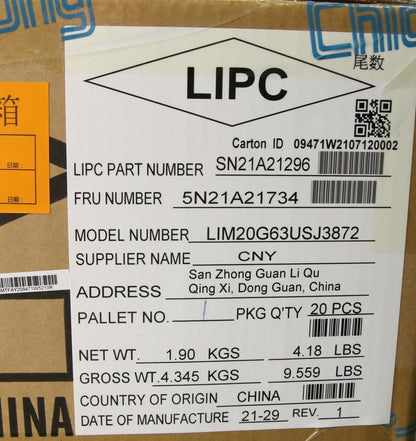 尾数
LIPC
箱
Carton ID 09471W2107120002
LIPC PART NUMBER SN21A21296
日期:
FRU NUMBER 5N21A21734
日期:
MODEL NUMBER LIM20G63USJ3872
SUPPLIER NAME CNY
San Zhong Guan Li Qu
ADDRESS Qing Xi, Dong Guan, China
PALLET NO. 1 PKG Q'TY 20 PCS
NET WT. 1.90 KGS 4.18 LBS
GROSS WT. 4.345 KGS 9.559 LBS
COUNTRY OF ORIGIN CHINA
DATE OF MANUFACTURE 21-29 REV. 1